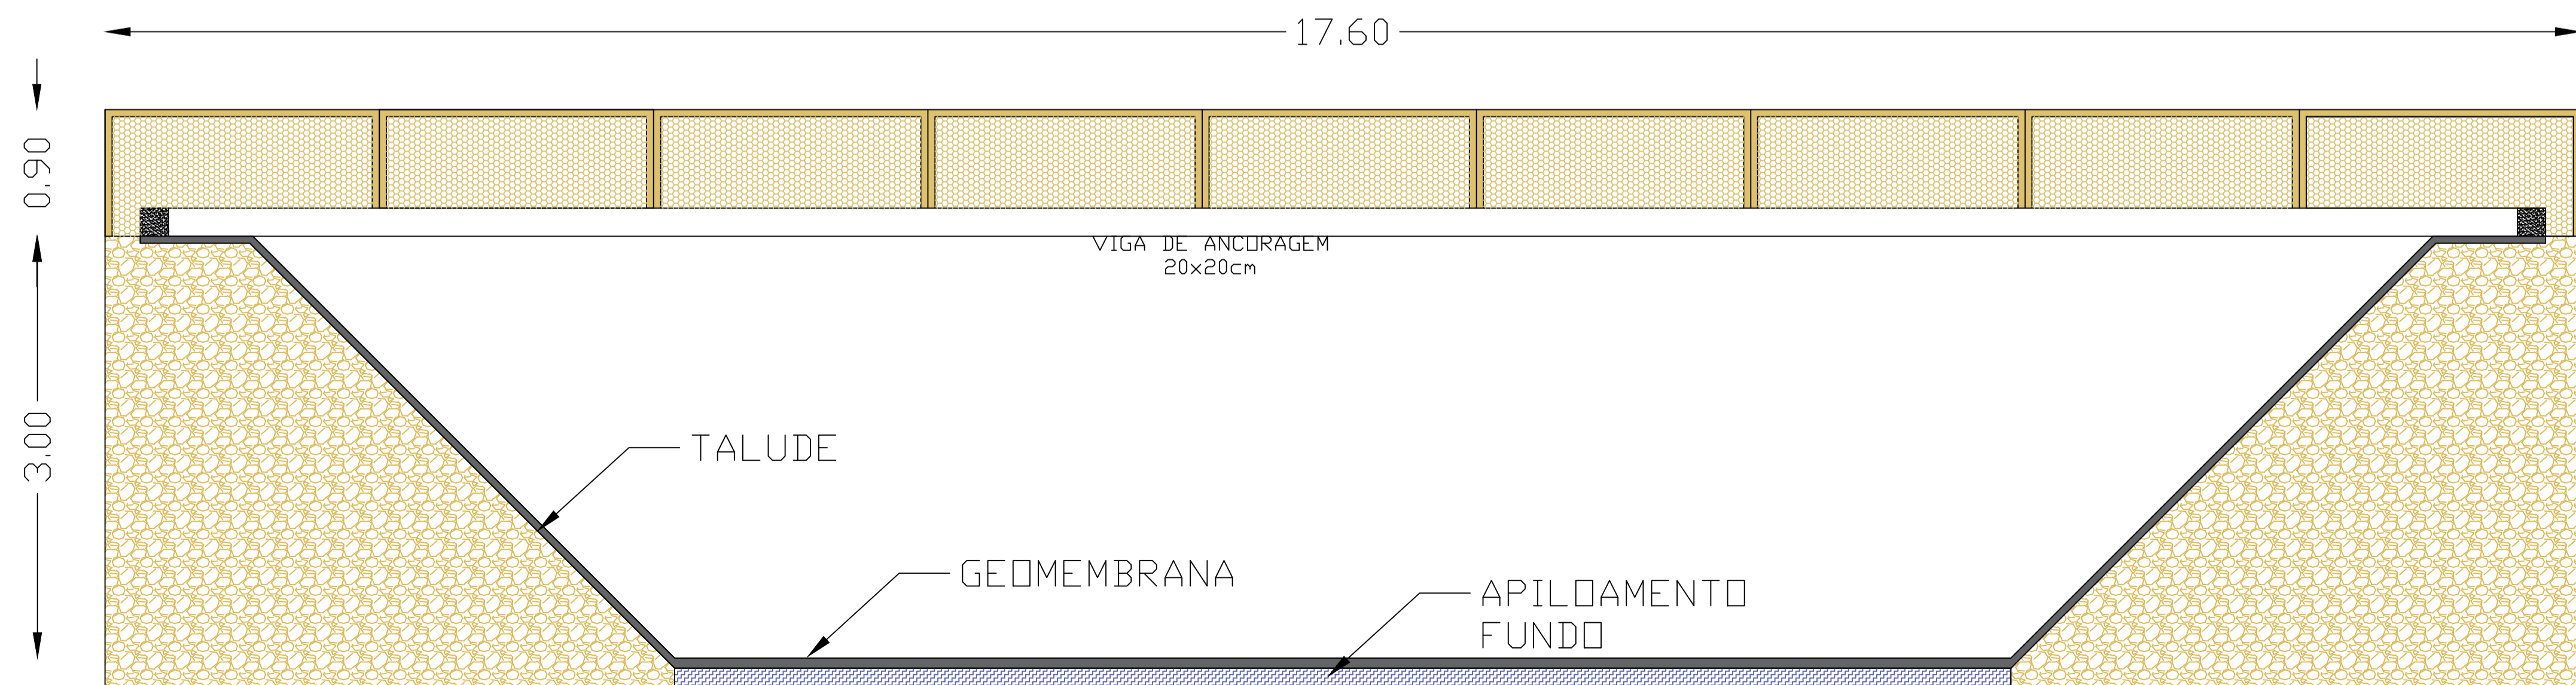 17.60
0.90
VIGA DE ANCORAGEM
20x20cm
3.00
TALUDE
GEOMEMBRANA
APILOAMENTO
FUNDO